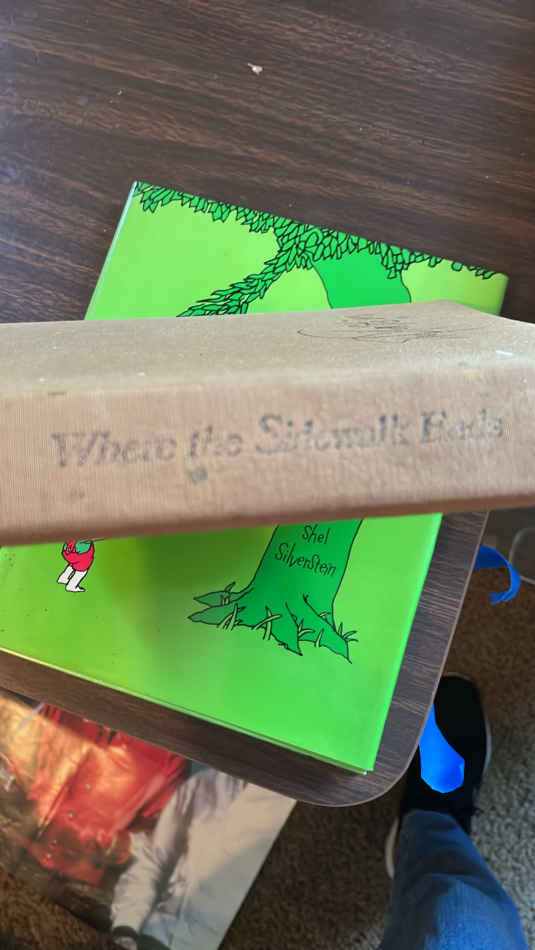 Where the Sidewalk Ends
Shel
Silverstein